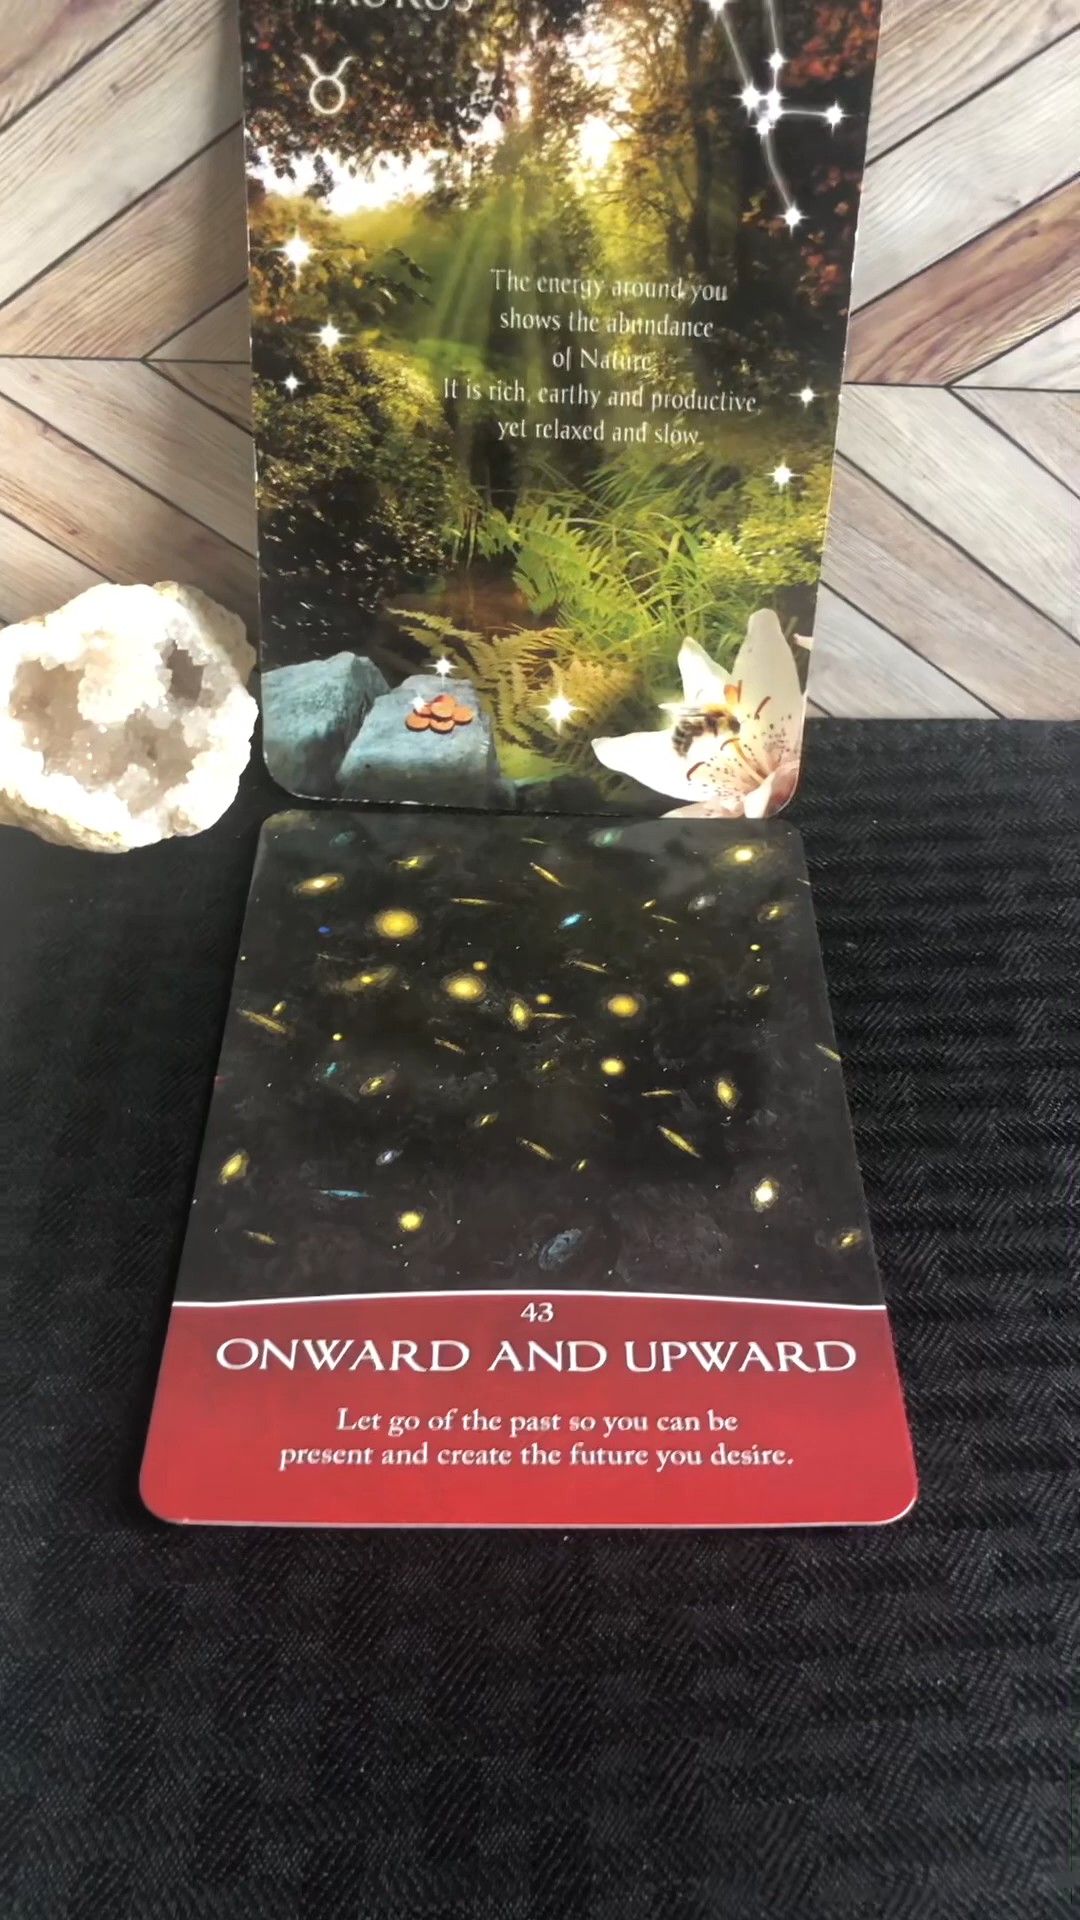 TAURUS
The energy around you
shows the abundance
of Nature.
It is rich, earthy and productive,
yet relaxed and slow.
43
ONWARD AND UPWARD
Let go of the past so you can be
present and create the future you desire.